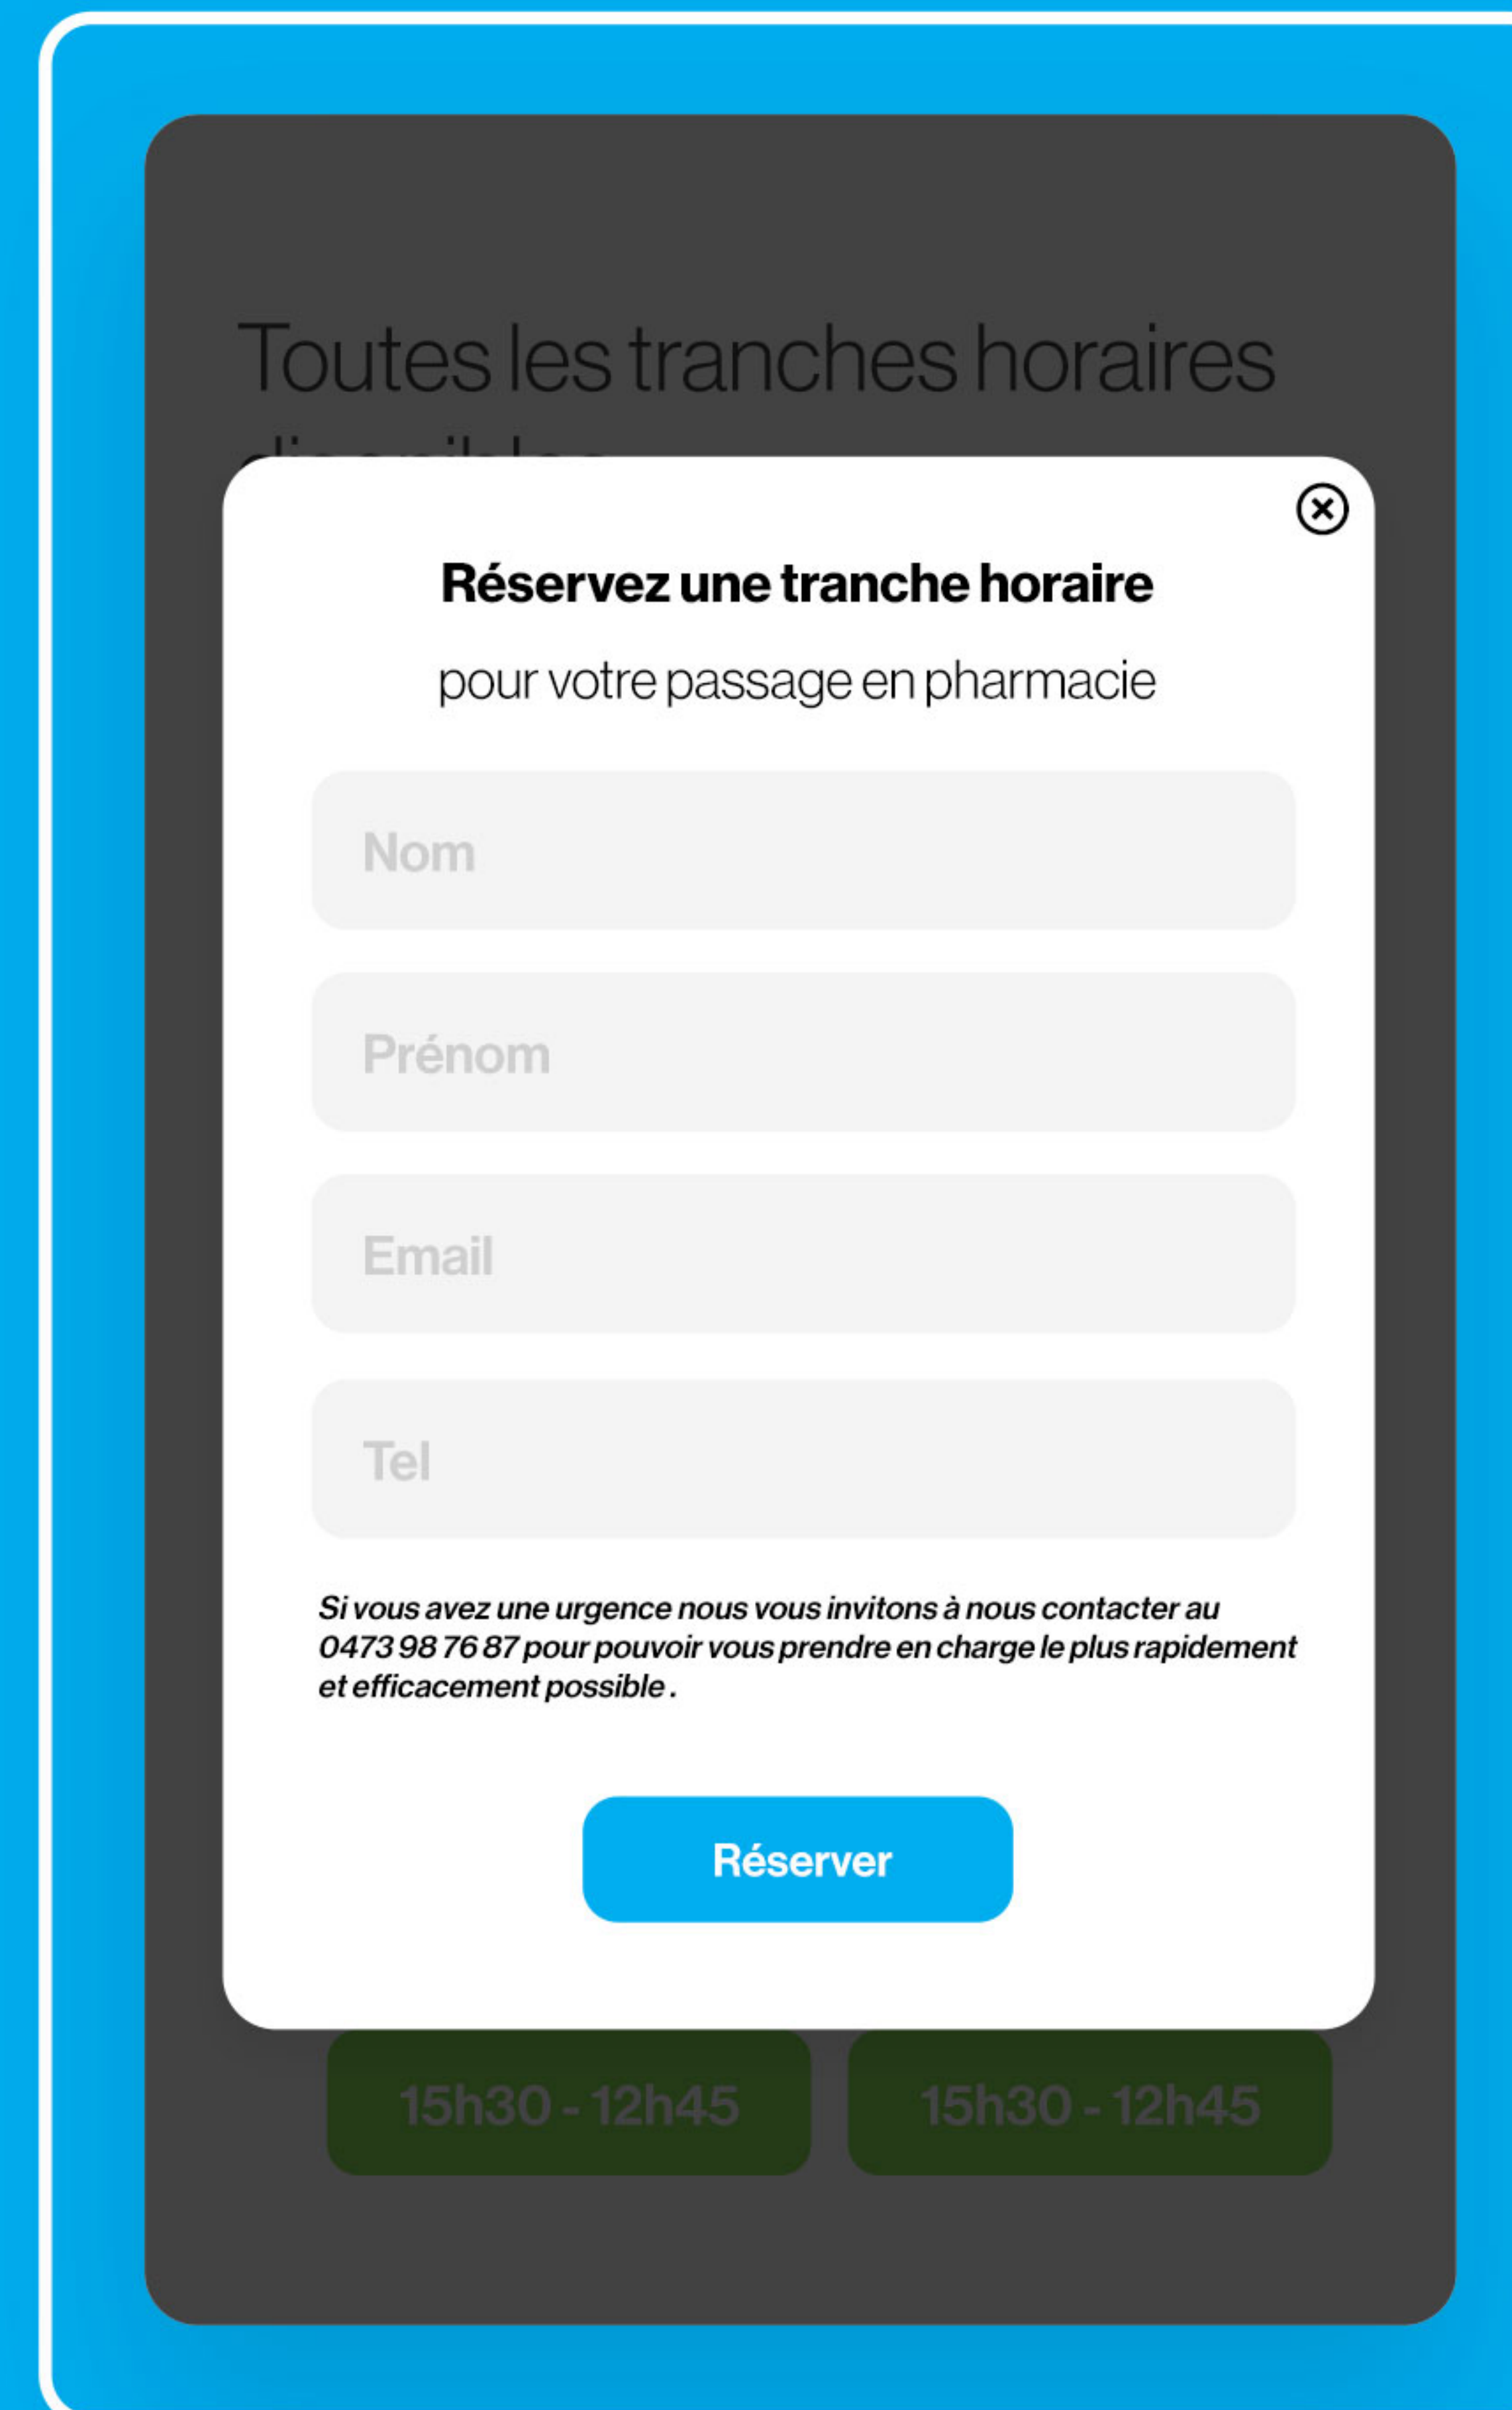 Toutes les tranches horaires
disponibles
Réservez une tranche horaire
pour votre passage en pharmacie
Nom
Prénom
Email
Tel
Si vous avez une urgence nous vous invitons à nous contacter au
0473 98 76 87 pour pouvoir vous prendre en charge le plus rapidement
et efficacement possible .
Réserver
15h30 - 12h45 15h30 - 12h45